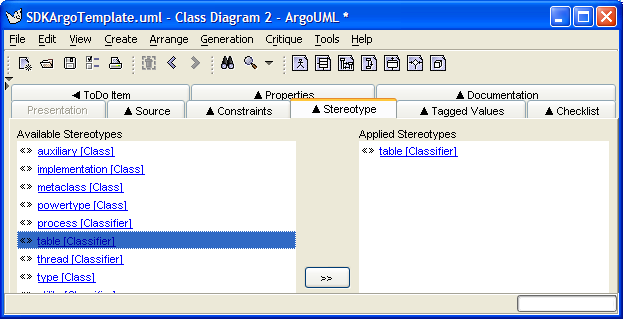 SDKArgoTemplate.uml - Class Diagram 2 - ArgoUML *
File Edit View Create Arrange Generation Critique Tools Help
ToDo Item Properties Documentation
Presentation Source Constraints Stereotype Tagged Values Checklist
Available Stereotypes Applied Stereotypes
«» auxiliary [Class] «» table [Classifier]
«» implementation [Class]
«» metaclass [Class]
«» powertype [Class]
«» process [Classifier]
«» table [Classifier]
«» thread [Classifier]
«» type [Class]
>>